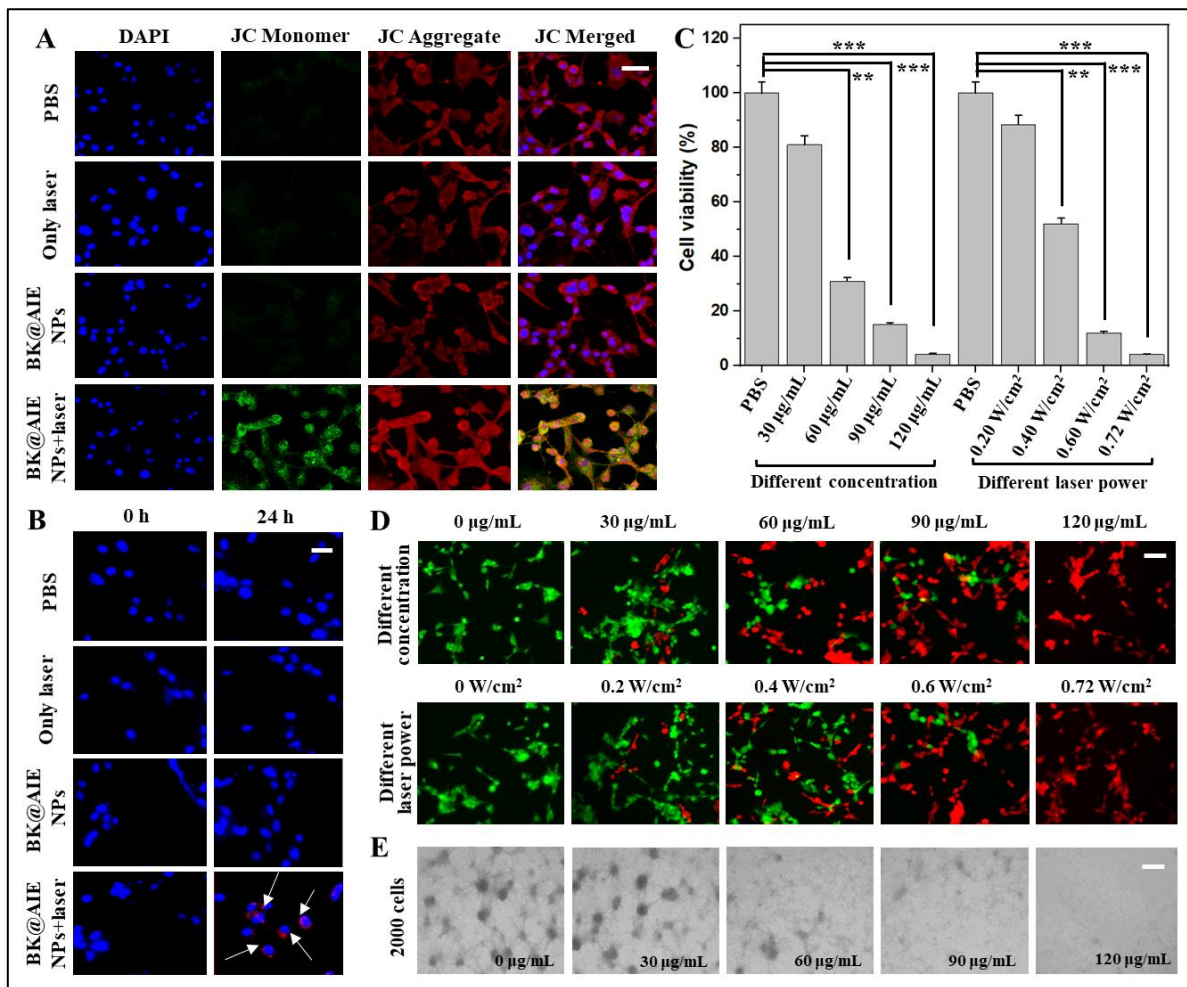 A
DAPI
JC Monomer
JC Aggregate
JC Merged
PBS
Only laser
BK@AIE
NPs
BK@AIE
NPs+laser
C
Cell viability (%)
120
100
80
60
40
20
0
***
***
**
***
***
**
PBS
30 µg/mL
60 µg/mL
90 µg/mL
120 µg/mL
PBS
0.20 W/cm²
0.40 W/cm²
0.60 W/cm²
0.72 W/cm²
Different concentration
Different laser power
B
0 h
24 h
PBS
Only laser
BK@AIE
NPs
BK@AIE
NPs+laser
D
0 µg/mL
30 µg/mL
60 µg/mL
90 µg/mL
120 µg/mL
Different
concentration
0 W/cm²
0.2 W/cm²
0.4 W/cm²
0.6 W/cm²
0.72 W/cm²
Different
laser power
E
2000 cells
0 µg/mL
30 µg/mL
60 µg/mL
90 µg/mL
120 µg/mL